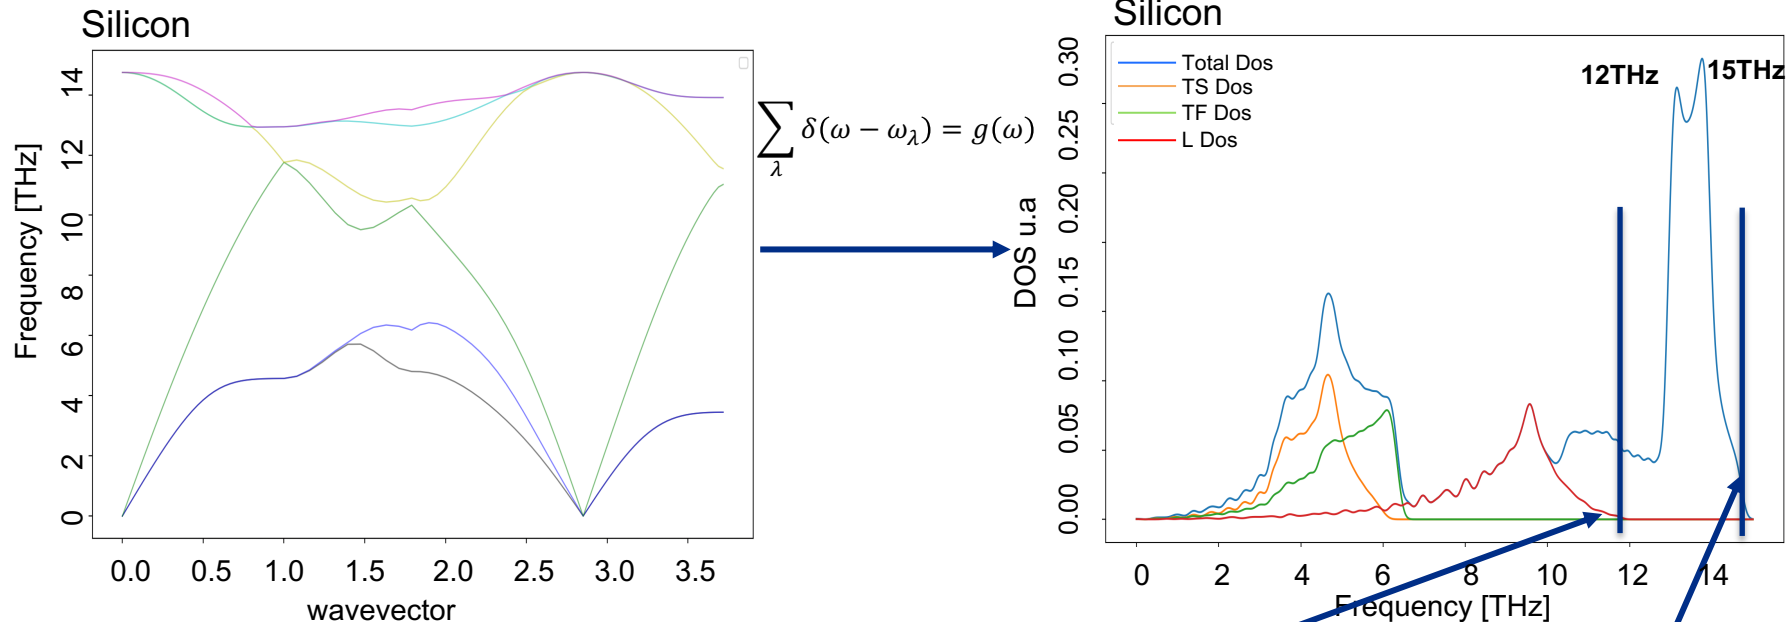 Silicon
Frequency [THz]
14
12
10
8
6
4
2
0
0.0 0.5 1.0 1.5 2.0 2.5 3.0 3.5
wavevector
∑_λ δ(ω − ω_λ) = g(ω)
Silicon
Total Dos
TS Dos
TF Dos
L Dos
12THz
15THz
DOS u.a
0.30
0.25
0.20
0.15
0.10
0.05
0.00
0 2 4 6 8 10 12 14
Frequency [THz]